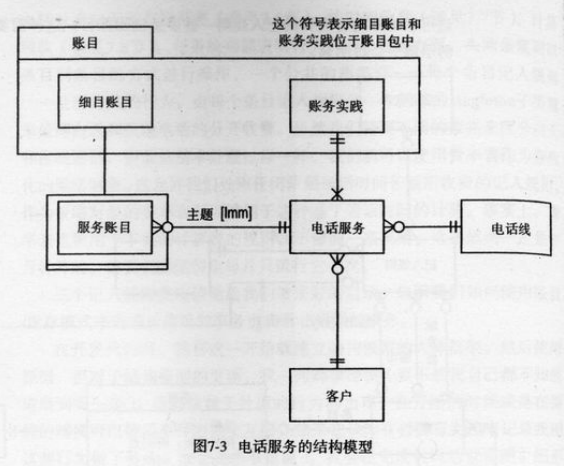 这个符号表示细目账目和
账务实践位于账目包中
账目
细目账目
账务实践
服务账目
主题 [Imm]
电话服务
电话线
客户
图7-3 电话服务的结构模型